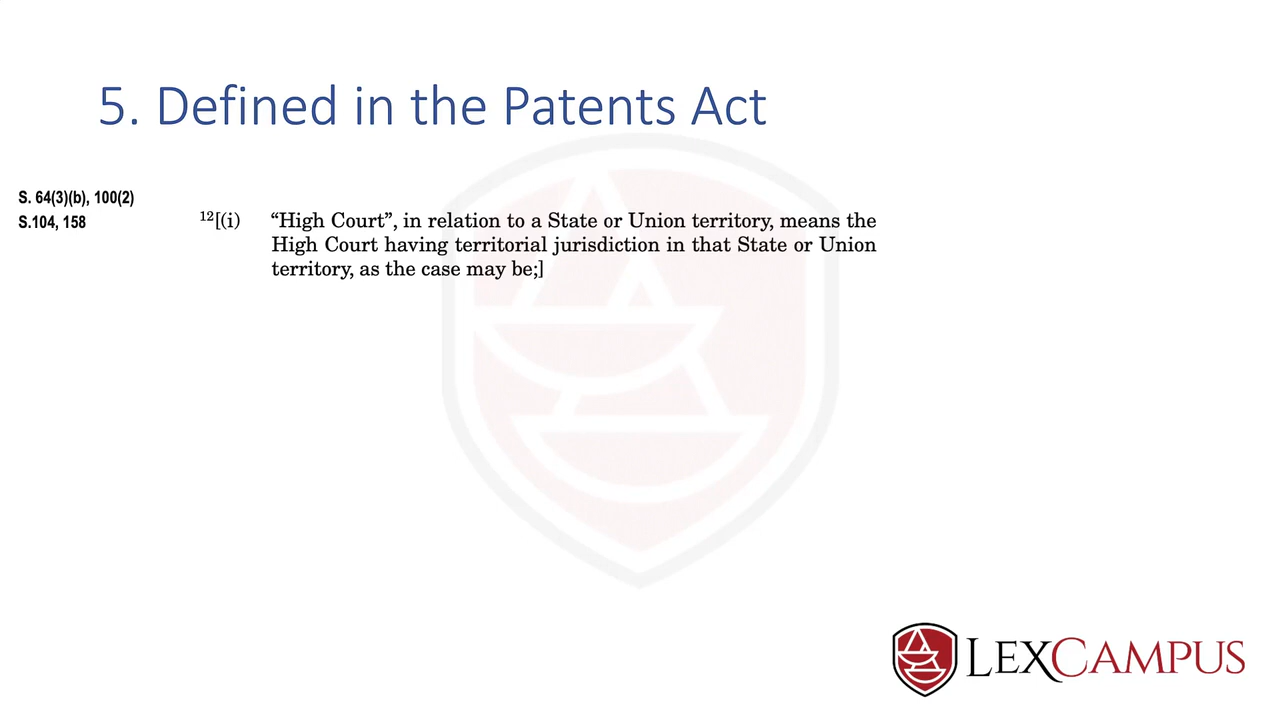 5. Defined in the Patents Act
S. 64(3)(b), 100(2)
S.104, 158
12[(i) “High Court”, in relation to a State or Union territory, means the
High Court having territorial jurisdiction in that State or Union
territory, as the case may be;]
LEXCAMPUS